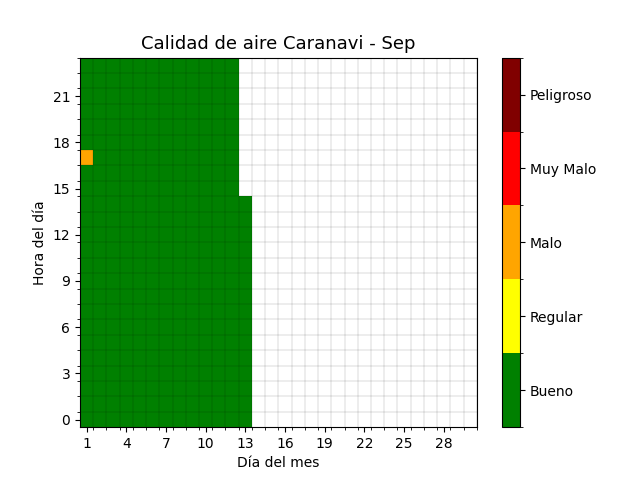 Calidad de aire Caranavi - Sep
21
18
15
12
9
6
3
0
Hora del día
1 4 7 10 13 16 19 22 25 28
Día del mes
Peligroso
Muy Malo
Malo
Regular
Bueno